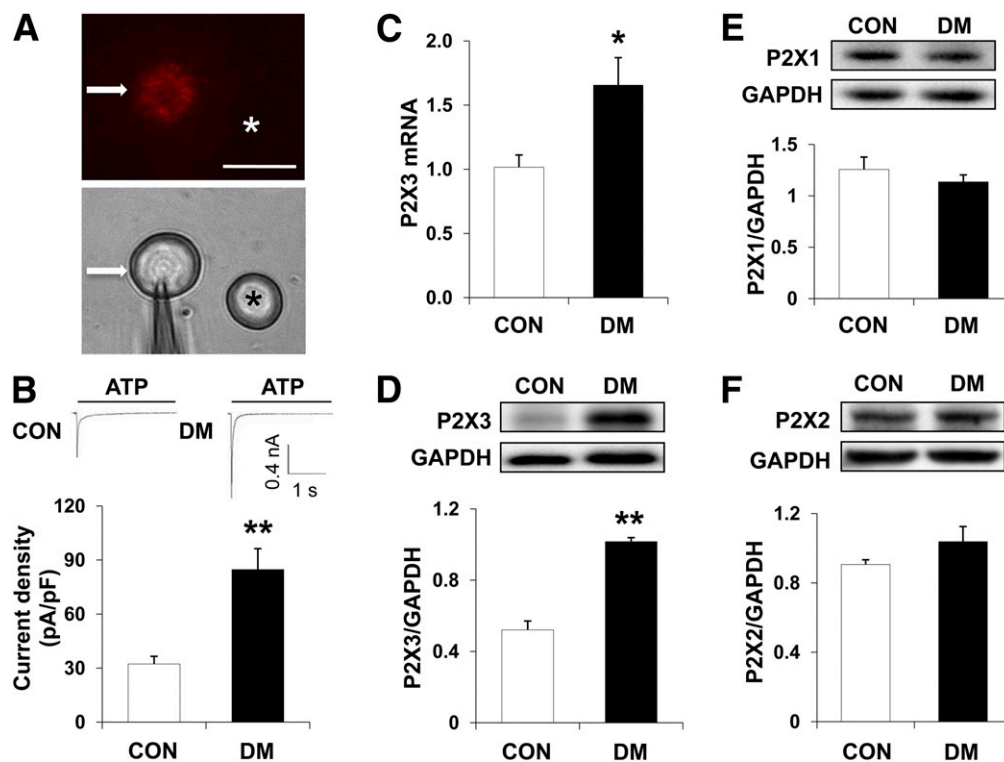 A
*
*
B
ATP
ATP
CON
DM
0.4 nA
1 s
Current density
(pA/pF)
120
90
60
30
0
**
CON
DM
C
P2X3 mRNA
2.0
1.5
1.0
0.5
0.0
*
CON
DM
D
CON
DM
P2X3
GAPDH
P2X3/GAPDH
1.2
0.8
0.4
0
**
CON
DM
E
CON
DM
P2X1
GAPDH
P2X1/GAPDH
1.5
1
0.5
0
CON
DM
F
CON
DM
P2X2
GAPDH
P2X2/GAPDH
1.2
0.8
0.4
0
CON
DM